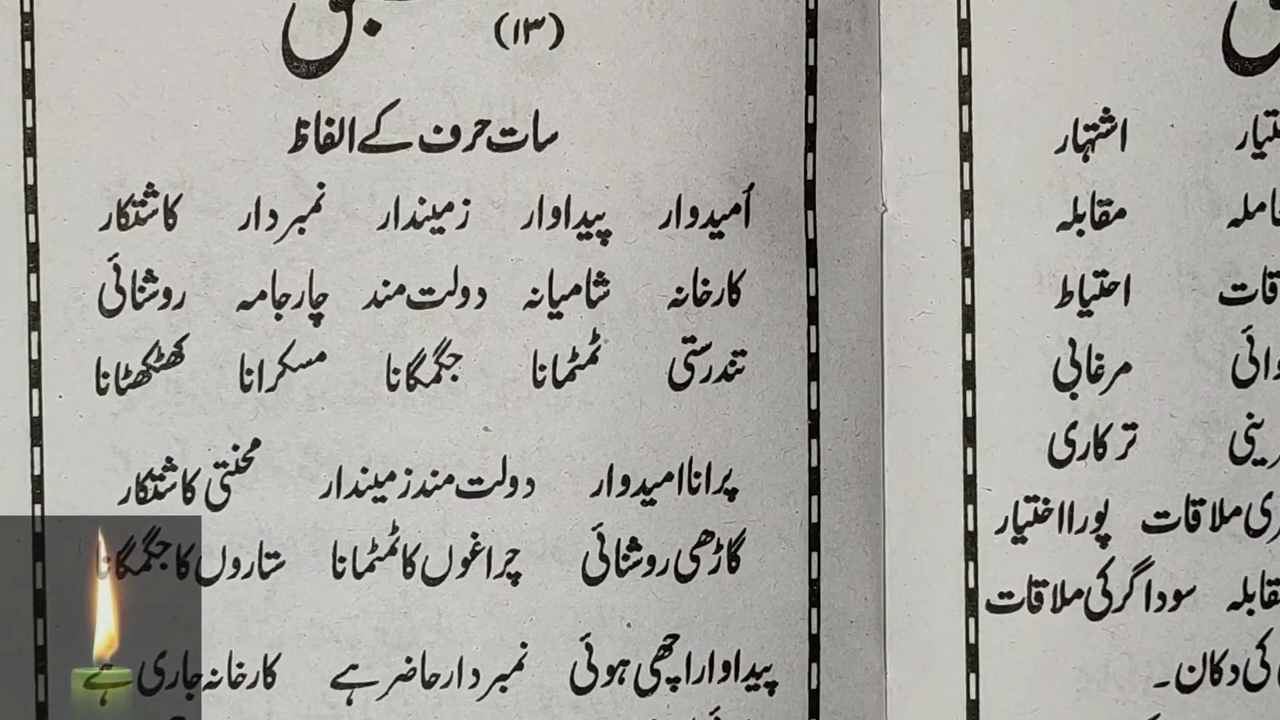 سبق (۱۳)
سات حرف کے الفاظ
اُمیدوار پیداوار زمیندار نمبردار کاشتکار
کارخانہ شامیانہ دولت مند چارجامہ روشنائی
تندرستی ٹمٹمانا جگمگانا مسکرانا کھٹکھٹانا
پرانا امیدوار دولت مند زمیندار محنتی کاشتکار
گاڑھی روشنائی چراغوں کا ٹمٹمانا ستاروں کا جگمگانا
پیداوار اچھی ہوئی نمبردار حاضر ہے کارخانہ جاری ہے
اشتہار
مقابلہ
احتیاط
مرغابی
ترکاری
ملاقات پورا اختیار
سوداگر کی ملاقات
کی دکان۔